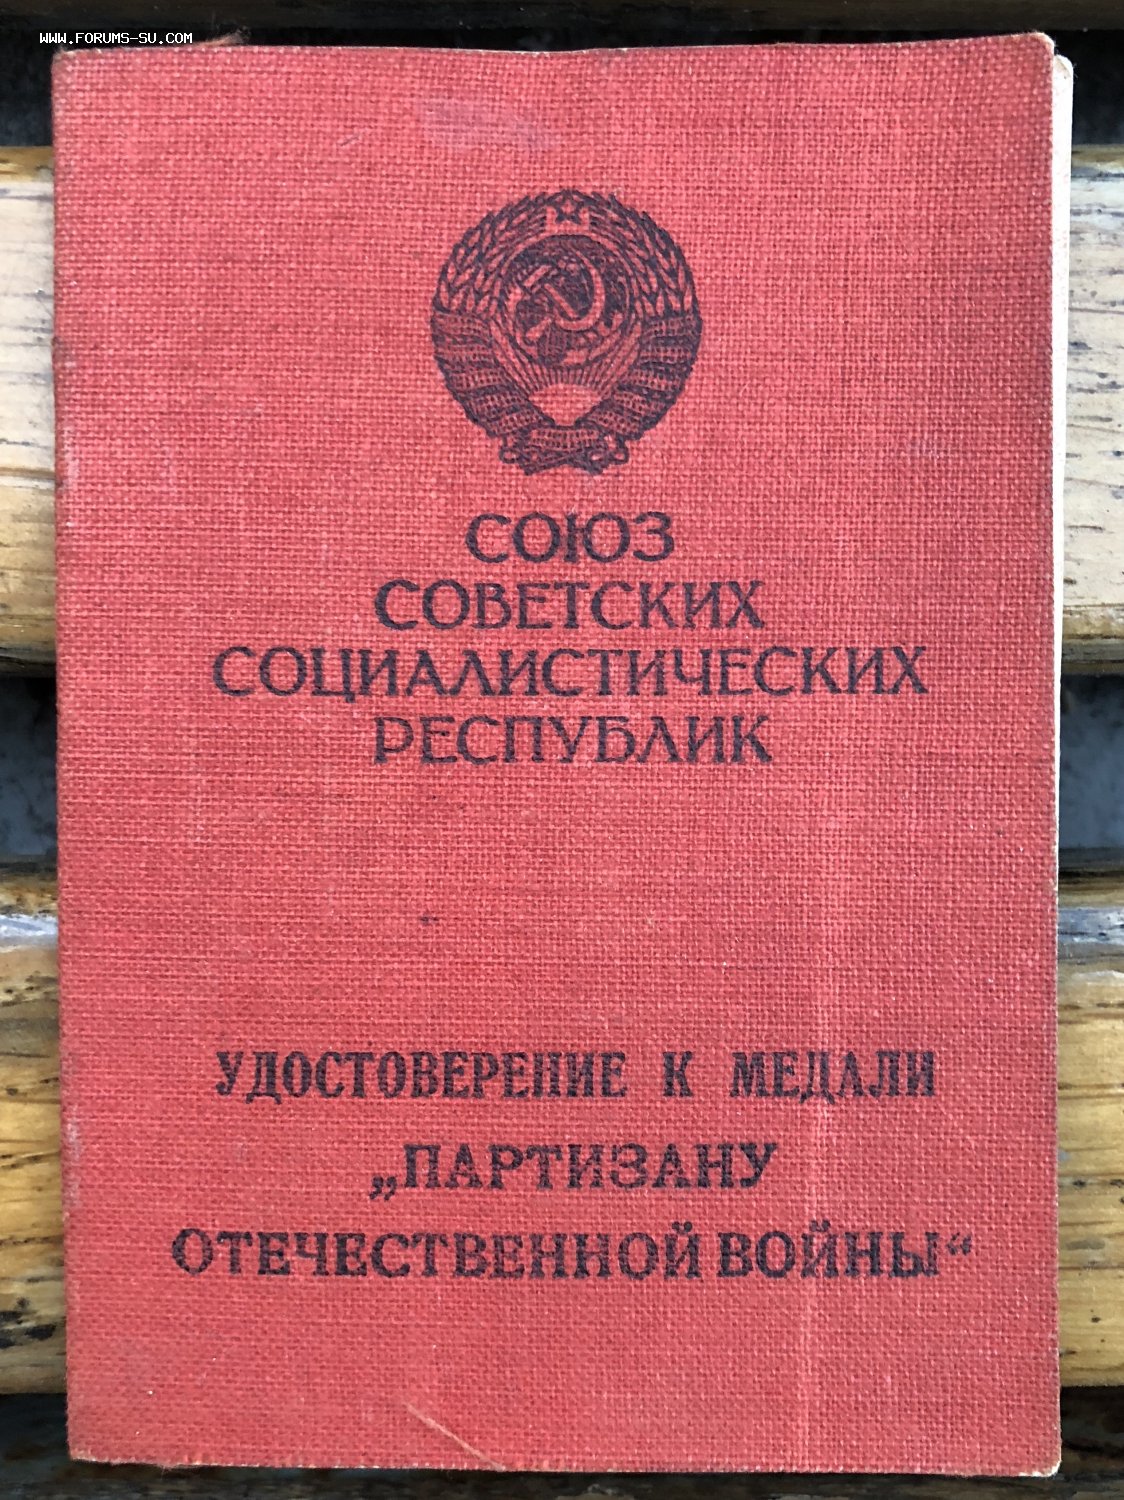 WWW.FORUMS-SU.COM
СОЮЗ
СОВЕТСКИХ
СОЦИАЛИСТИЧЕСКИХ
РЕСПУБЛИК
УДОСТОВЕРЕНИЕ К МЕДАЛИ
„ПАРТИЗАНУ
ОТЕЧЕСТВЕННОЙ ВОЙНЫ“